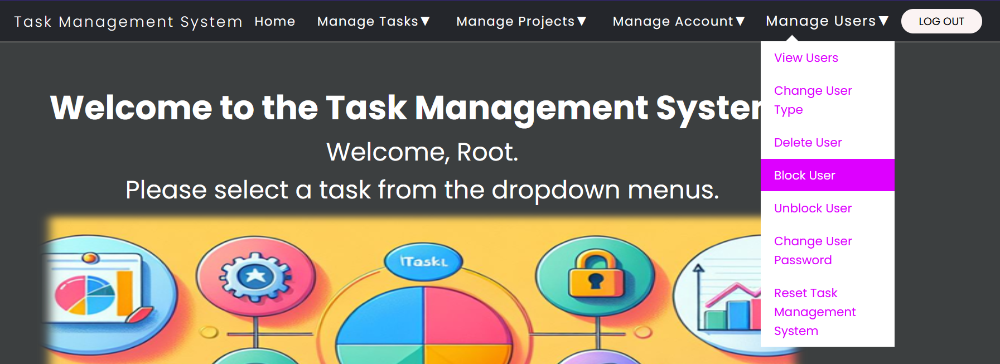 Task Management System Home Manage Tasks▼ Manage Projects▼ Manage Account▼ Manage Users▼ LOG OUT
View Users
Change User
Type
Delete User
Block User
Unblock User
Change User
Password
Reset Task
Management
System
Welcome to the Task Management System
Welcome, Root.
Please select a task from the dropdown menus.